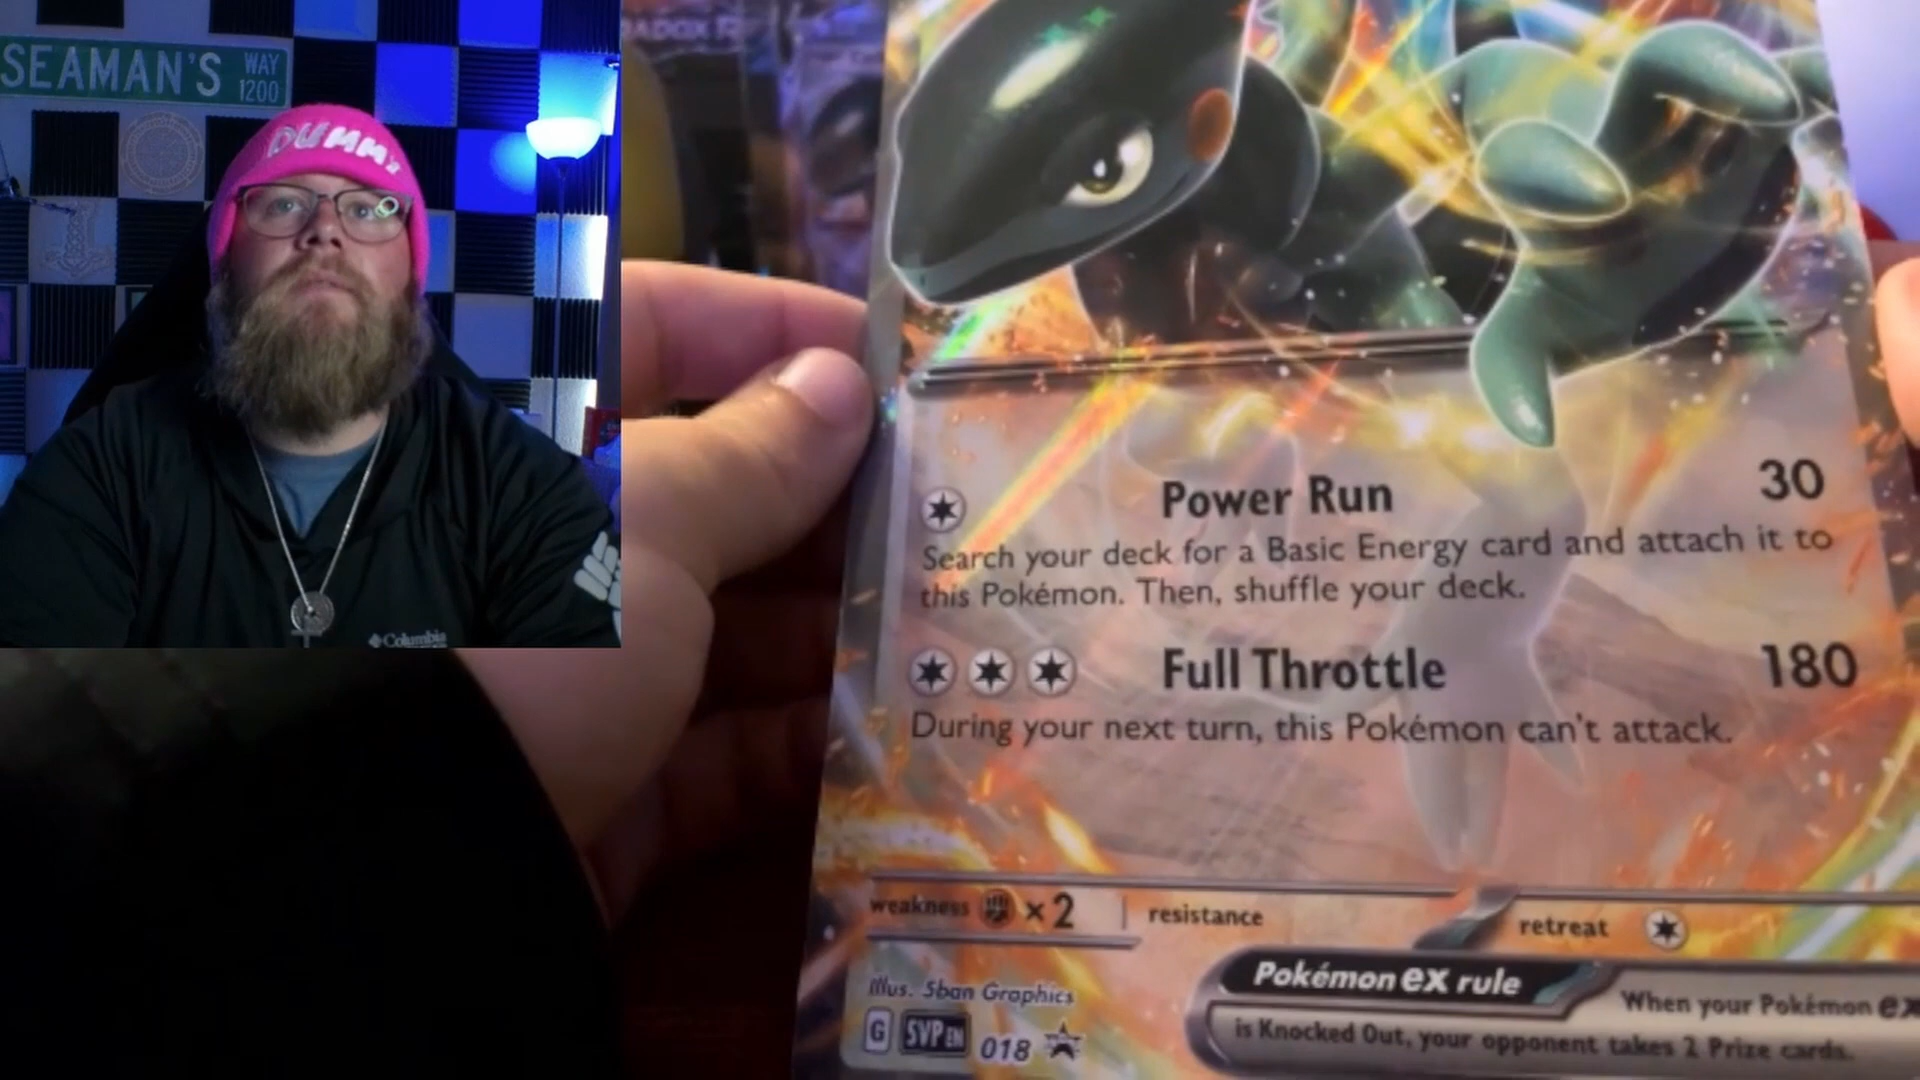 SEAMAN'S WAY
1200
DUMMY
Columbia
ADOX
Power Run 30
Search your deck for a Basic Energy card and attach it to
this Pokémon. Then, shuffle your deck.
Full Throttle 180
During your next turn, this Pokémon can't attack.
weakness ×2 resistance retreat
Illus. 5ban Graphics
G SVP EN 018
Pokémon ex rule
When your Pokémon ex
is Knocked Out, your opponent takes 2 Prize cards.